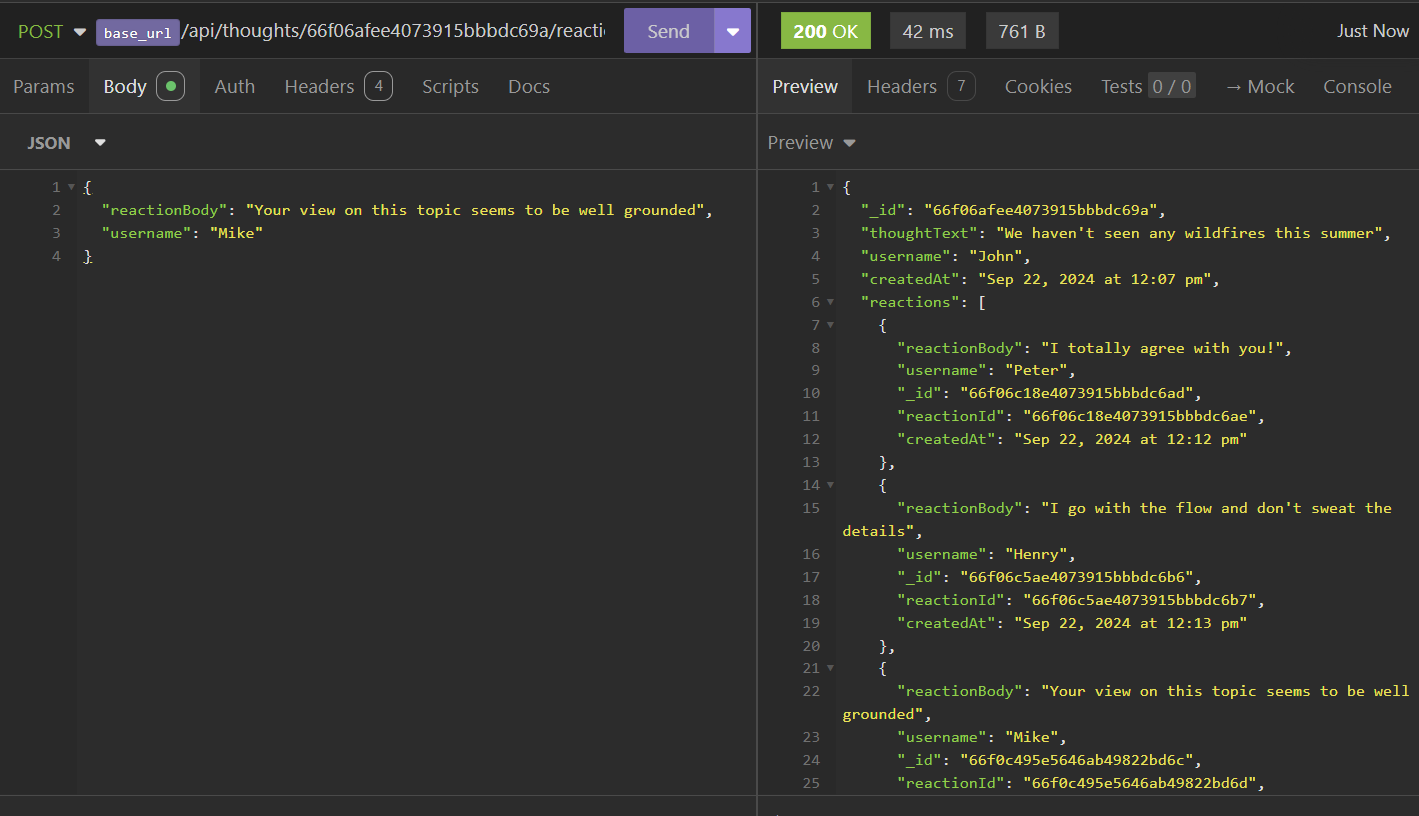 POST base_url /api/thoughts/66f06afee4073915bbbdc69a/reactio Send
Params Body Auth Headers 4 Scripts Docs
JSON
1 {
2 "reactionBody": "Your view on this topic seems to be well grounded",
3 "username": "Mike"
4 }
200 OK 42 ms 761 B Just Now
Preview Headers 7 Cookies Tests 0 / 0 → Mock Console
Preview
1 {
2 "_id": "66f06afee4073915bbbdc69a",
3 "thoughtText": "We haven't seen any wildfires this summer",
4 "username": "John",
5 "createdAt": "Sep 22, 2024 at 12:07 pm",
6 "reactions": [
7 {
8 "reactionBody": "I totally agree with you!",
9 "username": "Peter",
10 "_id": "66f06c18e4073915bbbdc6ad",
11 "reactionId": "66f06c18e4073915bbbdc6ae",
12 "createdAt": "Sep 22, 2024 at 12:12 pm"
13 },
14 {
15 "reactionBody": "I go with the flow and don't sweat the
details",
16 "username": "Henry",
17 "_id": "66f06c5ae4073915bbbdc6b6",
18 "reactionId": "66f06c5ae4073915bbbdc6b7",
19 "createdAt": "Sep 22, 2024 at 12:13 pm"
20 },
21 {
22 "reactionBody": "Your view on this topic seems to be well
grounded",
23 "username": "Mike",
24 "_id": "66f0c495e5646ab49822bd6c",
25 "reactionId": "66f0c495e5646ab49822bd6d",